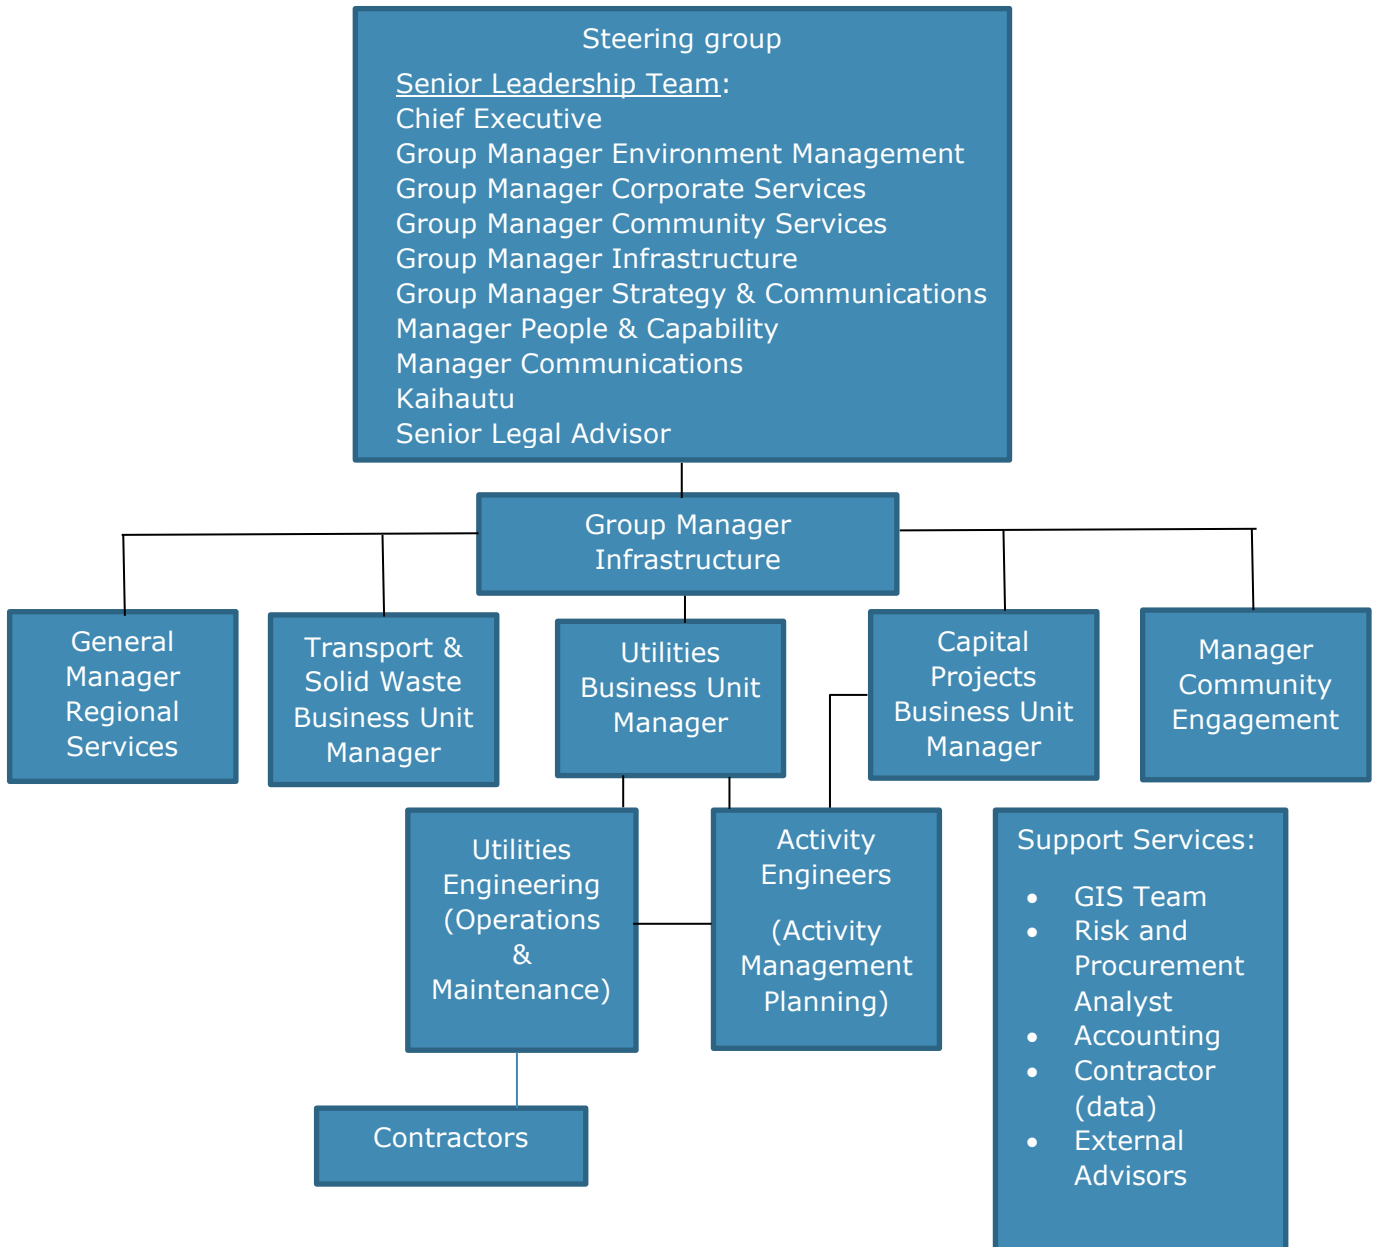 Steering group
Senior Leadership Team:
Chief Executive
Group Manager Environment Management
Group Manager Corporate Services
Group Manager Community Services
Group Manager Infrastructure
Group Manager Strategy & Communications
Manager People & Capability
Manager Communications
Kaihautu
Senior Legal Advisor
Group Manager
Infrastructure
General
Manager
Regional
Services
Transport &
Solid Waste
Business Unit
Manager
Utilities
Business Unit
Manager
Capital
Projects
Business Unit
Manager
Manager
Community
Engagement
Utilities
Engineering
(Operations
&
Maintenance)
Activity
Engineers
(Activity
Management
Planning)
Support Services:
• GIS Team
• Risk and
Procurement
Analyst
• Accounting
• Contractor
(data)
• External
Advisors
Contractors